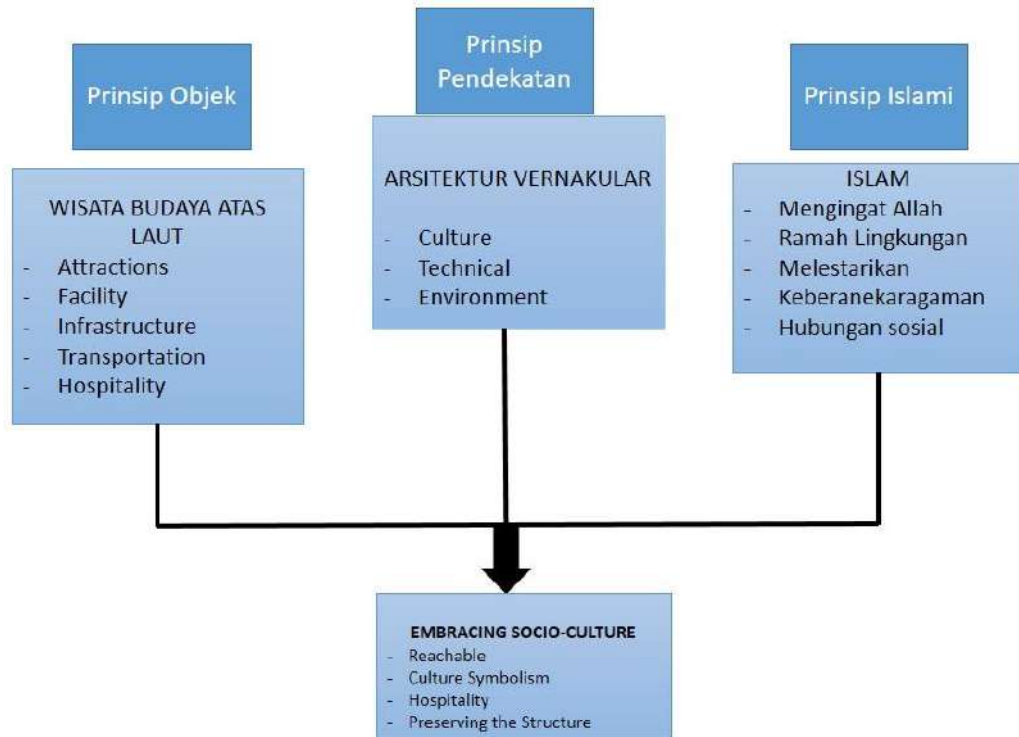 Prinsip Objek
WISATA BUDAYA ATAS
LAUT
- Attractions
- Facility
- Infrastructure
- Transportation
- Hospitality
Prinsip
Pendekatan
ARSITEKTUR VERNAKULAR
- Culture
- Technical
- Environment
Prinsip Islami
ISLAM
- Mengingat Allah
- Ramah Lingkungan
- Melestarikan
- Keberanekaragaman
- Hubungan sosial
EMBRACING SOCIO-CULTURE
- Reachable
- Culture Symbolism
- Hospitality
- Preserving the Structure